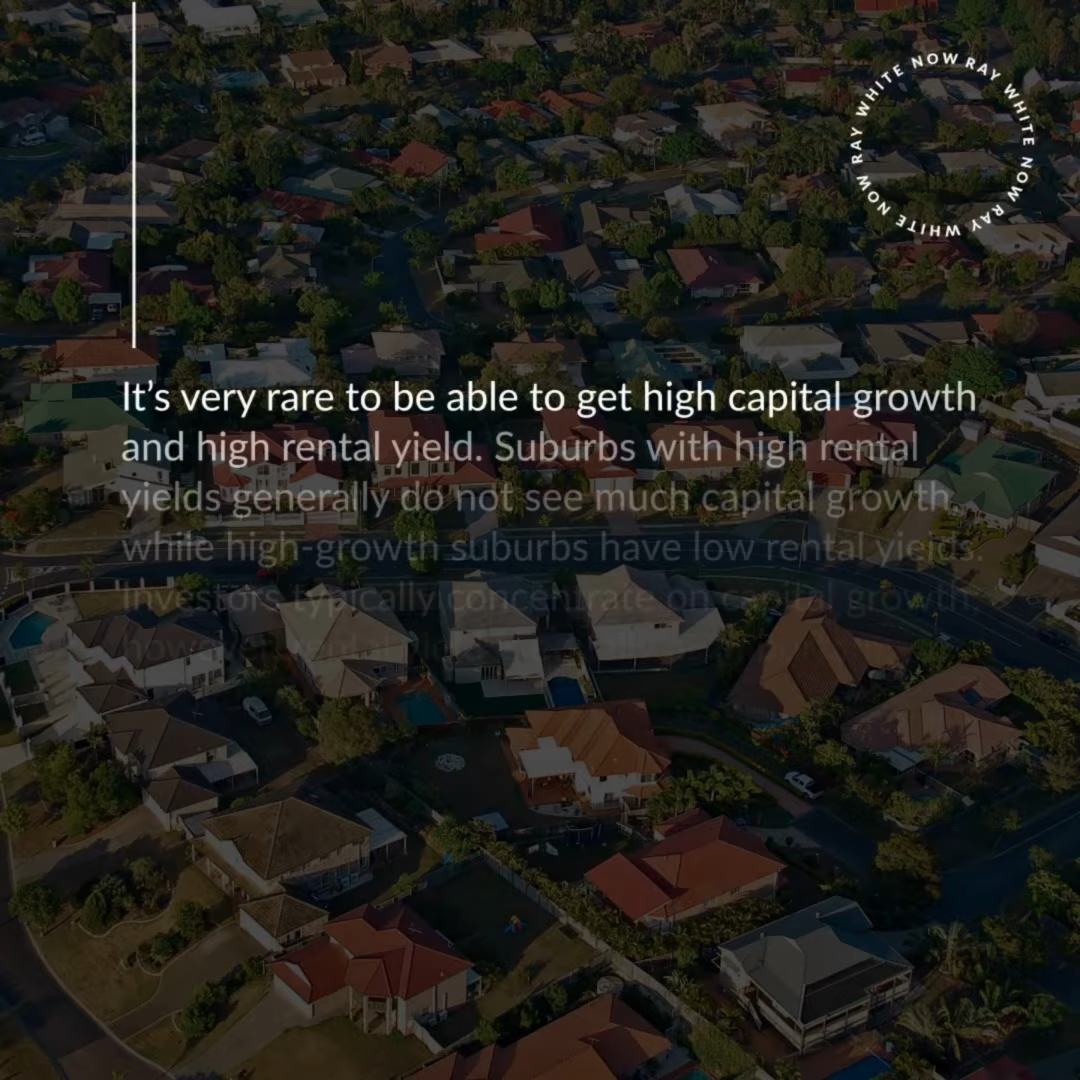 RAY WHITE NOW RAY WHITE NOW RAY WHITE NOW
It's very rare to be able to get high capital growth
and high rental yield. Suburbs with high rental
yields generally do not see much capital growth
while high-growth suburbs have low rental yields.
Investors typically concentrate on capital growth,
however